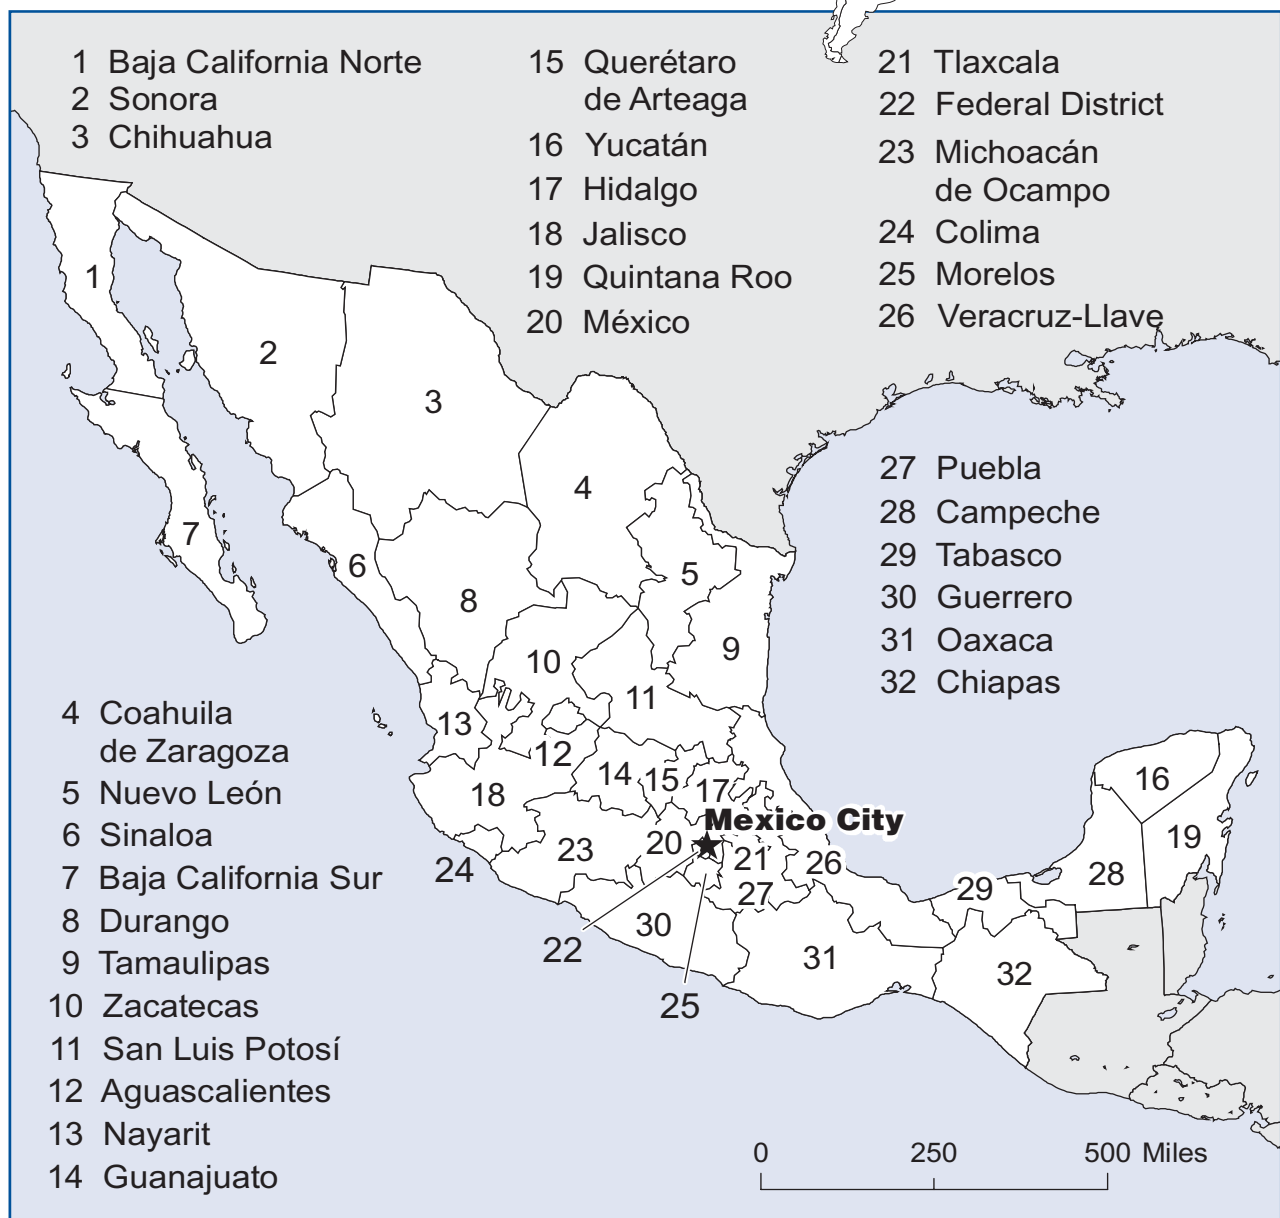 1 Baja California Norte
2 Sonora
3 Chihuahua
15 Querétaro
de Arteaga
16 Yucatán
17 Hidalgo
18 Jalisco
19 Quintana Roo
20 México
21 Tlaxcala
22 Federal District
23 Michoacán
de Ocampo
24 Colima
25 Morelos
26 Veracruz-Llave
27 Puebla
28 Campeche
29 Tabasco
30 Guerrero
31 Oaxaca
32 Chiapas
4 Coahuila
de Zaragoza
5 Nuevo León
6 Sinaloa
7 Baja California Sur
8 Durango
9 Tamaulipas
10 Zacatecas
11 San Luis Potosí
12 Aguascalientes
13 Nayarit
14 Guanajuato
1
2
3
4
7
6
5
8
9
10
11
13
12
14
15
17
18
16
19
Mexico City
20
21
23
24
26
28
29
27
30
22
31
32
25
0 250 500 Miles